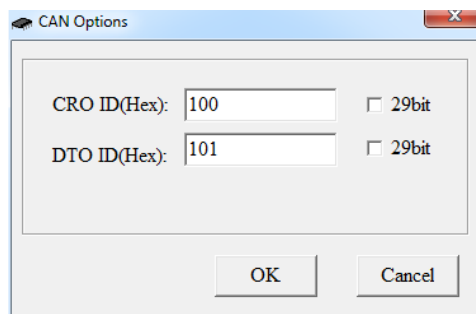 CAN Options
CRO ID(Hex): 100 29bit
DTO ID(Hex): 101 29bit
OK Cancel